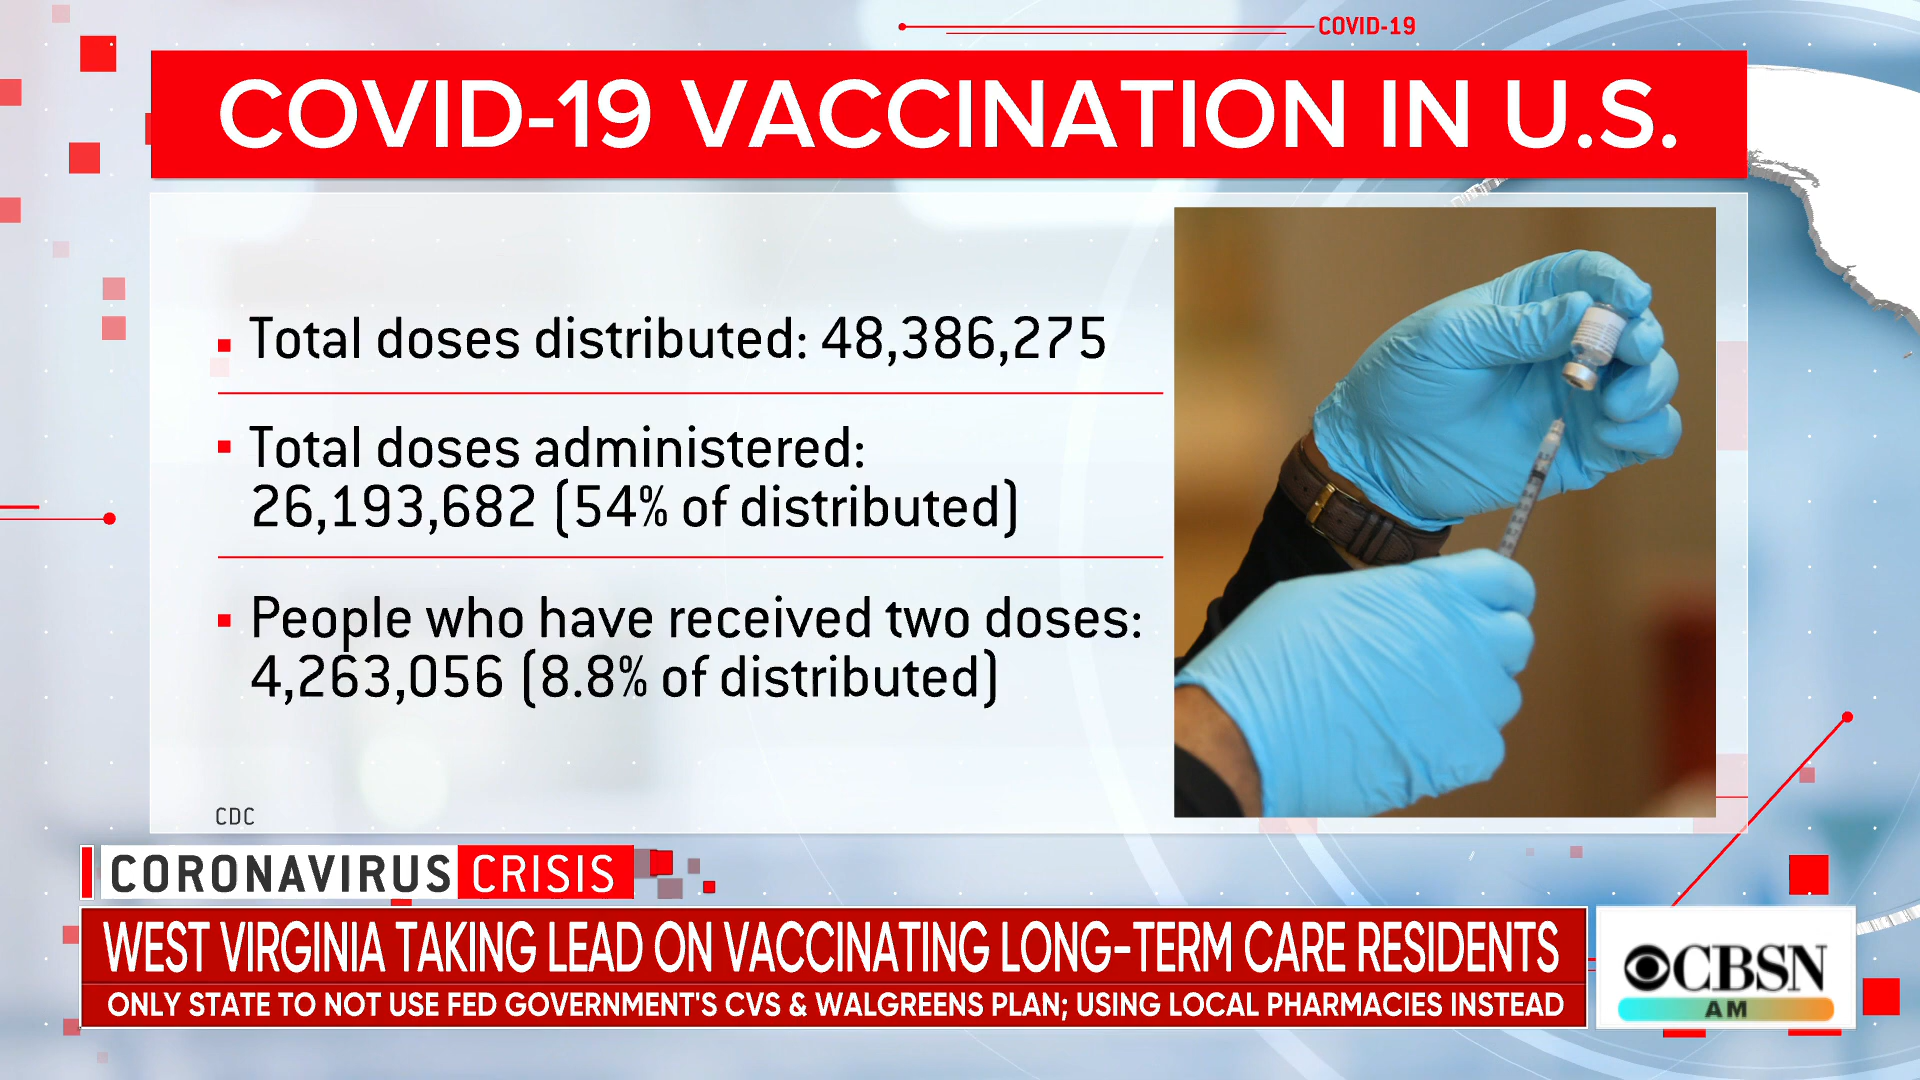 COVID-19
COVID-19 VACCINATION IN U.S.
Total doses distributed: 48,386,275
Total doses administered:
26,193,682 (54% of distributed)
People who have received two doses:
4,263,056 (8.8% of distributed)
CDC
CORONAVIRUS CRISIS
WEST VIRGINIA TAKING LEAD ON VACCINATING LONG-TERM CARE RESIDENTS
ONLY STATE TO NOT USE FED GOVERNMENT'S CVS & WALGREENS PLAN; USING LOCAL PHARMACIES INSTEAD
CBSN
AM